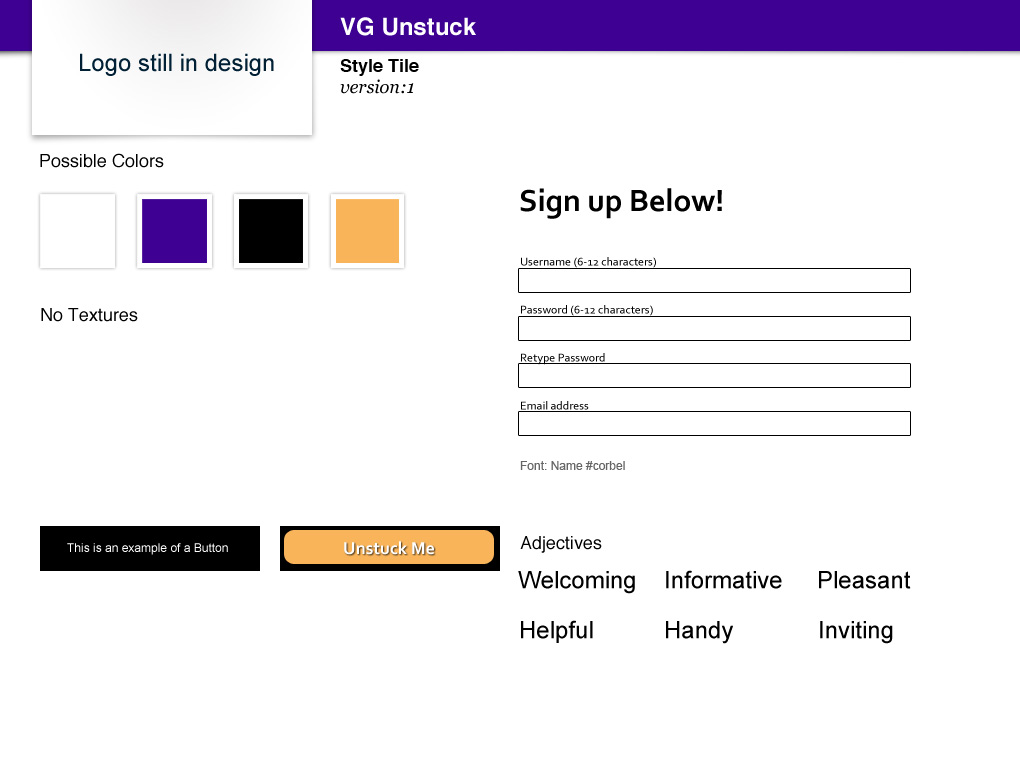 VG Unstuck
Logo still in design
Style Tile
version:1
Possible Colors
No Textures
Sign up Below!
Username (6-12 characters)
Password (6-12 characters)
Retype Password
Email address
Font: Name #corbel
This is an example of a Button
Unstuck Me
Adjectives
Welcoming Informative Pleasant
Helpful Handy Inviting